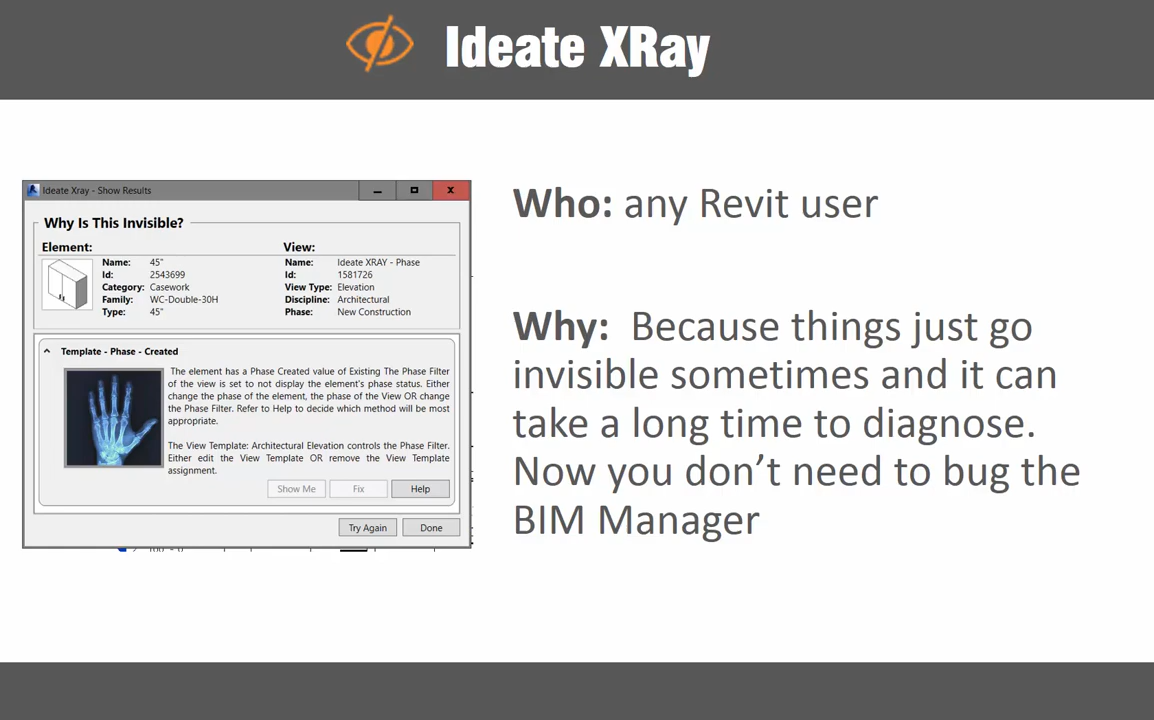 Ideate XRay
Ideate Xray - Show Results
Why Is This Invisible?
Element:
Name: 45"
Id: 2543699
Category: Casework
Family: WC-Double-30H
Type: 45"
View:
Name: Ideate XRAY - Phase
Id: 1581726
View Type: Elevation
Discipline: Architectural
Phase: New Construction
Template - Phase - Created
The element has a Phase Created value of Existing The Phase Filter
of the view is set to not display the element's phase status. Either
change the phase of the element, the phase of the View OR change
the Phase Filter. Refer to Help to decide which method will be most
appropriate.
The View Template: Architectural Elevation controls the Phase Filter.
Either edit the View Template OR remove the View Template
assignment.
Show Me Fix Help
Try Again Done
Who: any Revit user
Why: Because things just go
invisible sometimes and it can
take a long time to diagnose.
Now you don't need to bug the
BIM Manager